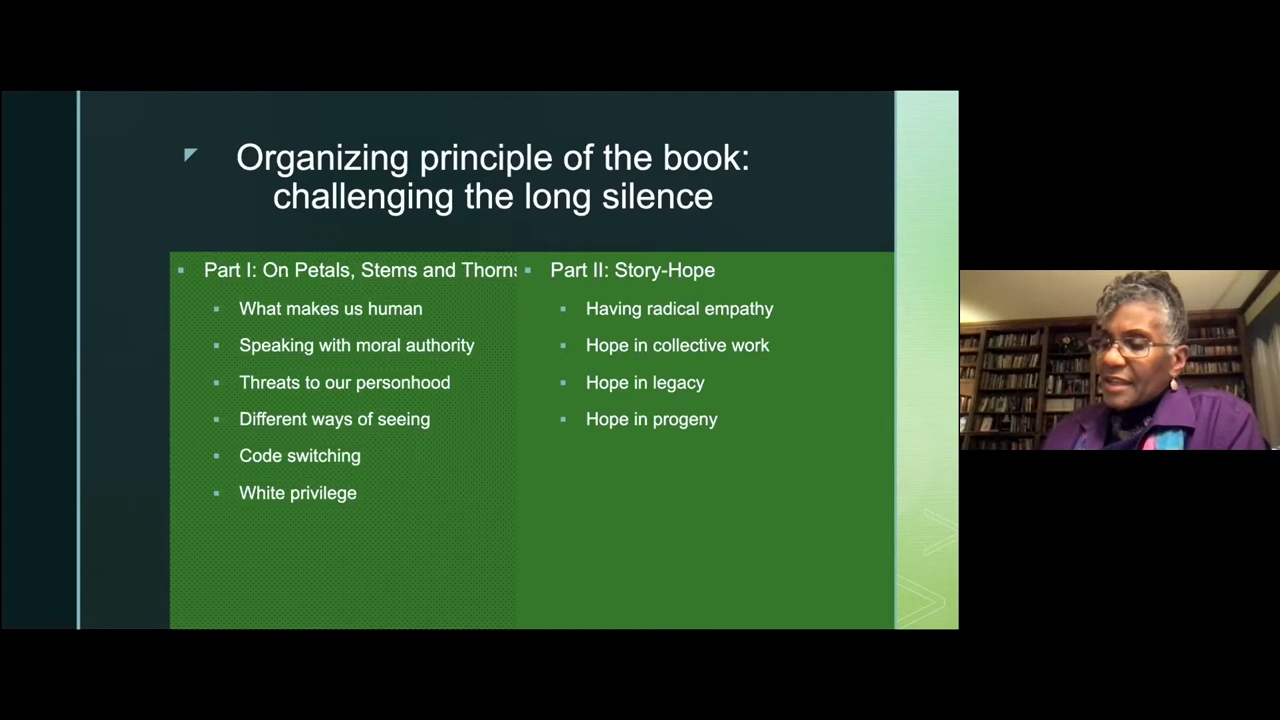 Organizing principle of the book:
challenging the long silence
Part I: On Petals, Stems and Thorns
What makes us human
Speaking with moral authority
Threats to our personhood
Different ways of seeing
Code switching
White privilege
Part II: Story-Hope
Having radical empathy
Hope in collective work
Hope in legacy
Hope in progeny